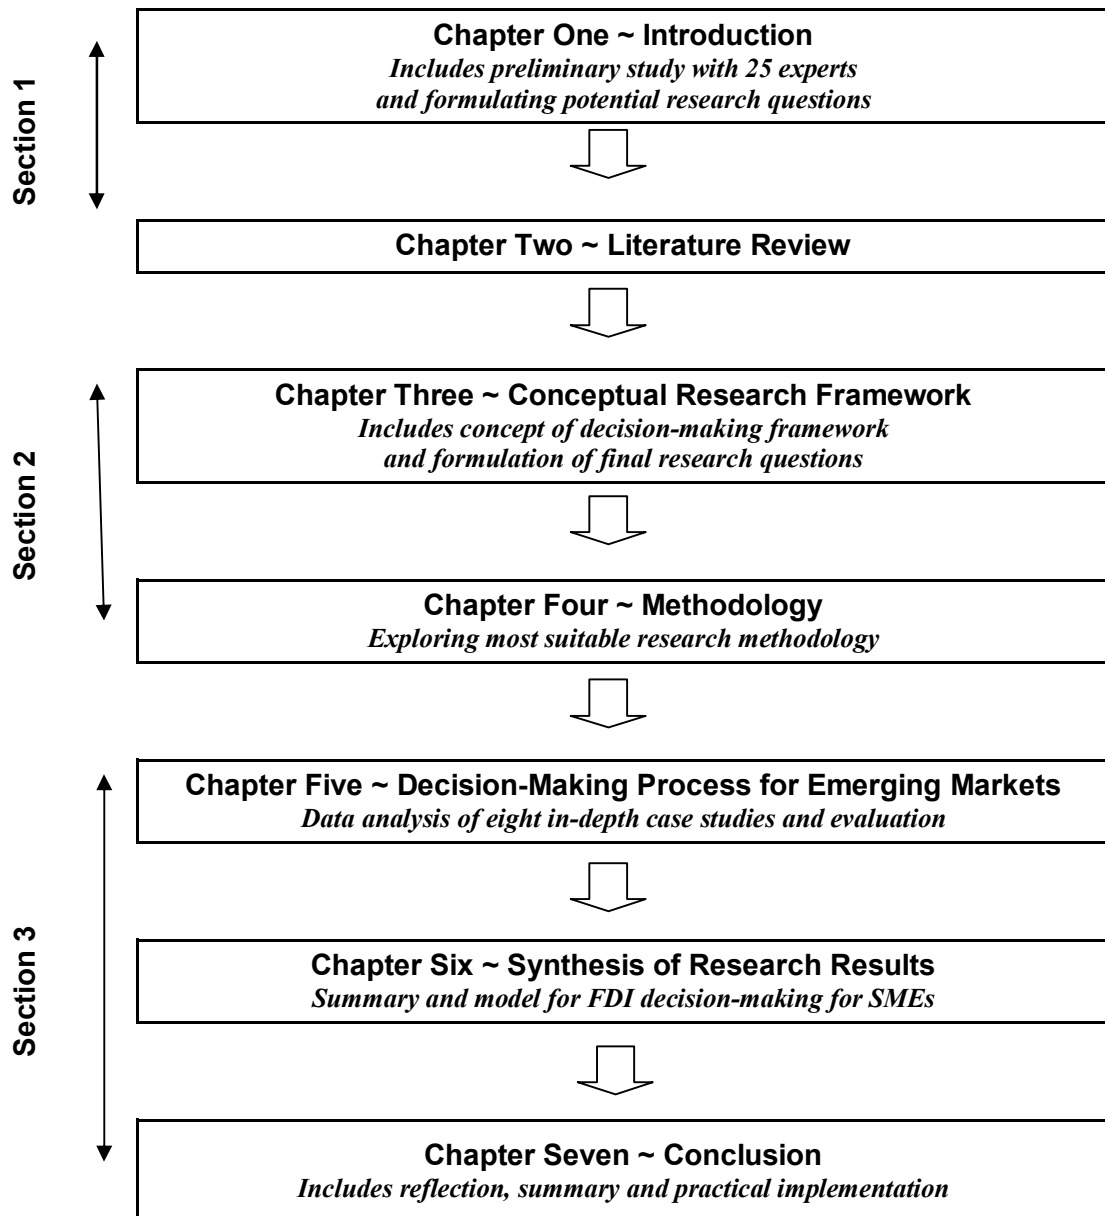 Section 1
Chapter One ~ Introduction
Includes preliminary study with 25 experts
and formulating potential research questions
Chapter Two ~ Literature Review
Section 2
Chapter Three ~ Conceptual Research Framework
Includes concept of decision-making framework
and formulation of final research questions
Chapter Four ~ Methodology
Exploring most suitable research methodology
Section 3
Chapter Five ~ Decision-Making Process for Emerging Markets
Data analysis of eight in-depth case studies and evaluation
Chapter Six ~ Synthesis of Research Results
Summary and model for FDI decision-making for SMEs
Chapter Seven ~ Conclusion
Includes reflection, summary and practical implementation